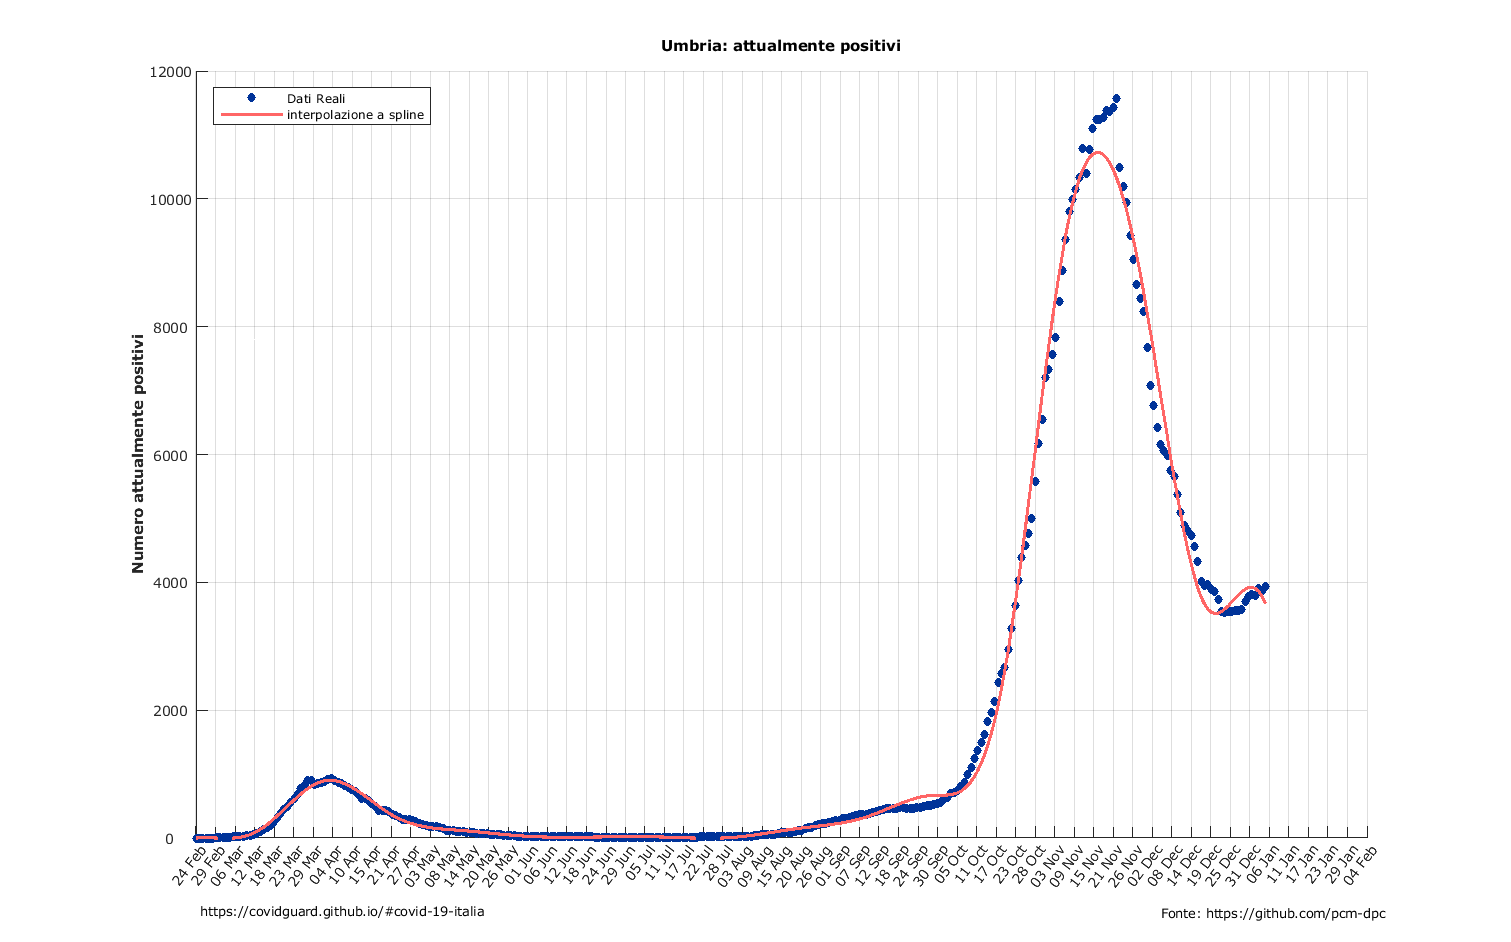 Umbria: attualmente positivi
12000
10000
8000
6000
4000
2000
0
Dati Reali
interpolazione a spline
Numero attualmente positivi
24 Feb
29 Feb
06 Mar
12 Mar
18 Mar
23 Mar
29 Mar
04 Apr
10 Apr
15 Apr
21 Apr
27 Apr
03 May
08 May
14 May
20 May
26 May
01 Jun
06 Jun
12 Jun
18 Jun
24 Jun
29 Jun
05 Jul
11 Jul
17 Jul
22 Jul
28 Jul
03 Aug
09 Aug
15 Aug
20 Aug
26 Aug
01 Sep
07 Sep
12 Sep
18 Sep
24 Sep
30 Sep
05 Oct
11 Oct
17 Oct
23 Oct
28 Oct
03 Nov
09 Nov
15 Nov
21 Nov
26 Nov
02 Dec
08 Dec
14 Dec
19 Dec
25 Dec
31 Dec
06 Jan
11 Jan
17 Jan
23 Jan
29 Jan
04 Feb
https://covidguard.github.io/#covid-19-italia
Fonte: https://github.com/pcm-dpc